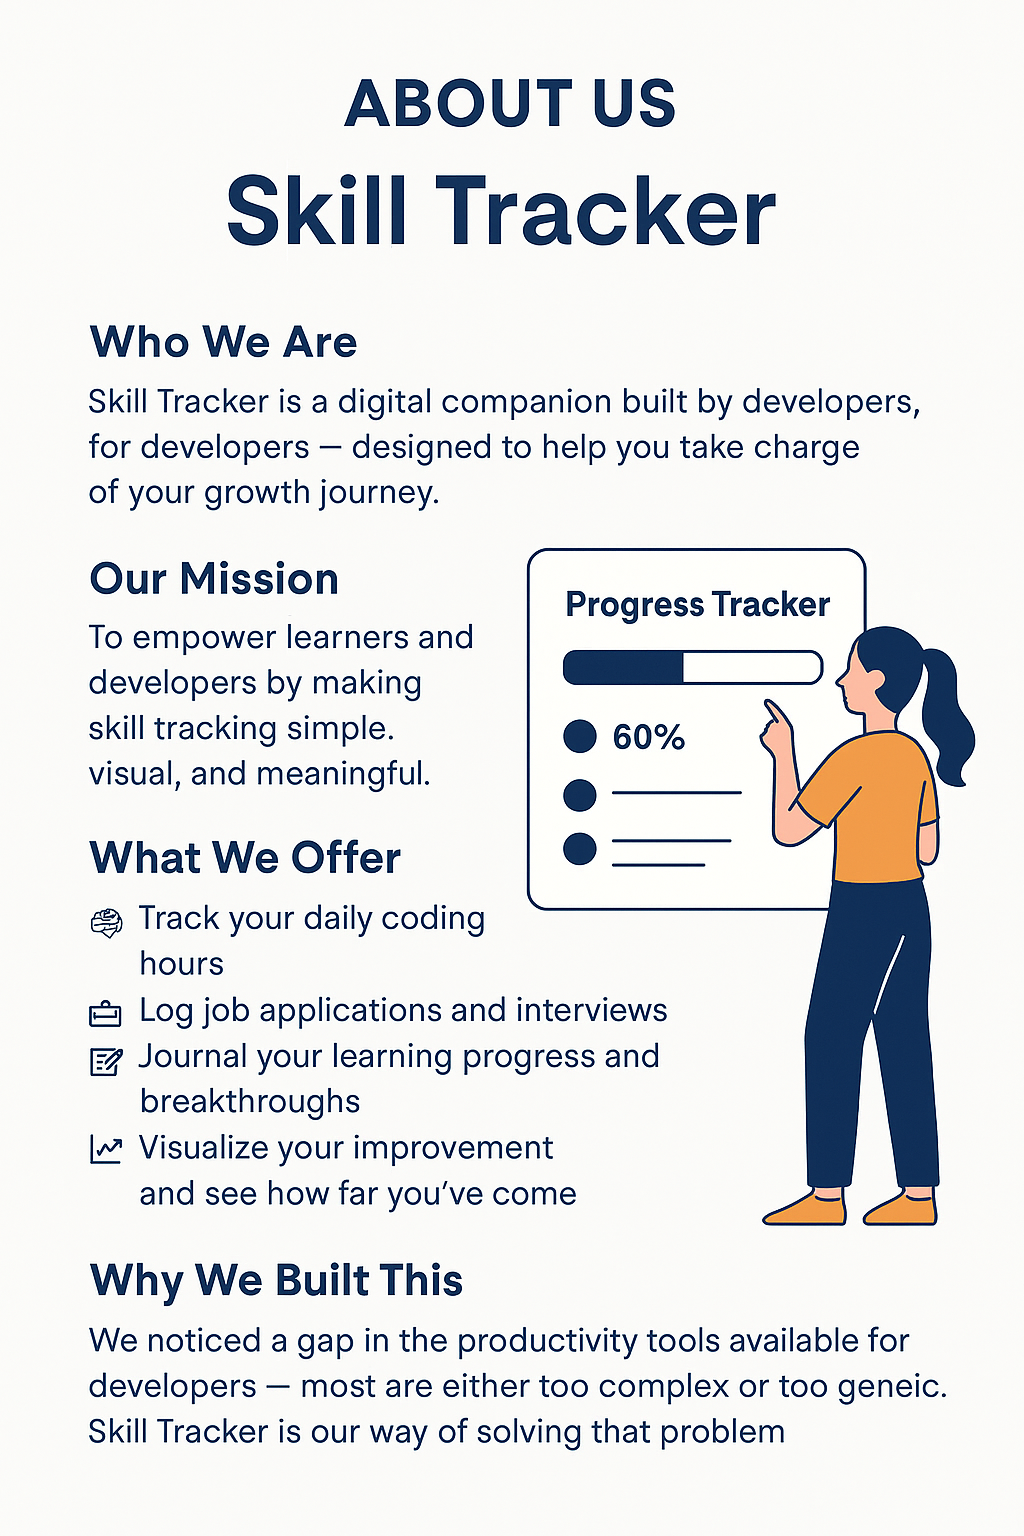 ABOUT US
Skill Tracker
Who We Are
Skill Tracker is a digital companion built by developers,
for developers — designed to help you take charge
of your growth journey.
Our Mission
To empower learners and
developers by making
skill tracking simple.
visual, and meaningful.
Progress Tracker
60%
What We Offer
Track your daily coding
hours
Log job applications and interviews
Journal your learning progress and
breakthroughs
Visualize your improvement
and see how far you've come
Why We Built This
We noticed a gap in the productivity tools available for
developers — most are either too complex or too geneic.
Skill Tracker is our way of solving that problem